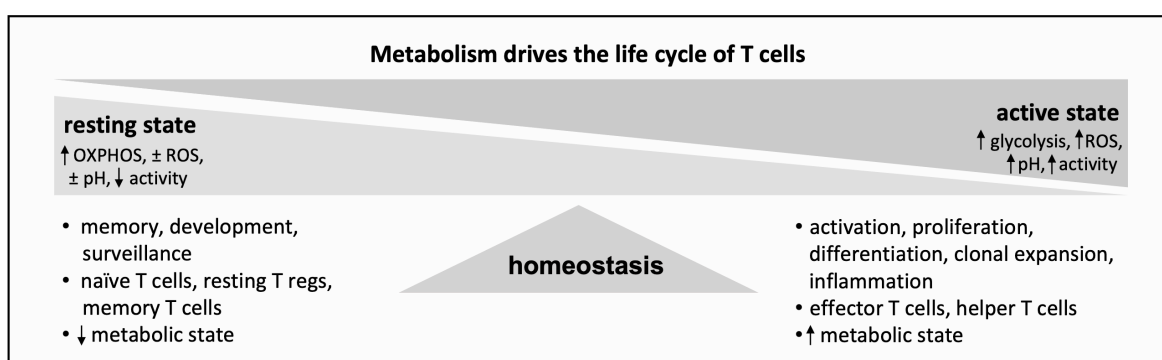 Metabolism drives the life cycle of T cells
resting state
↑ OXPHOS, ± ROS,
± pH, ↓ activity
active state
↑ glycolysis, ↑ROS,
↑pH, ↑activity
• memory, development,
surveillance
• naïve T cells, resting T regs,
memory T cells
• ↓ metabolic state
homeostasis
• activation, proliferation,
differentiation, clonal expansion,
inflammation
• effector T cells, helper T cells
• ↑ metabolic state